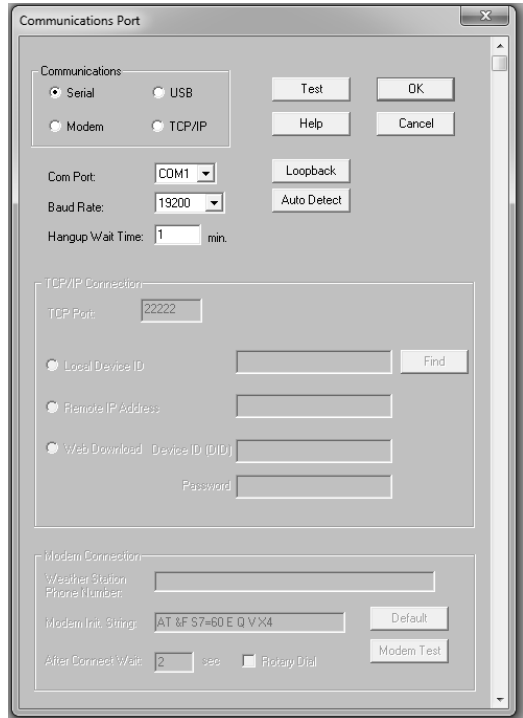 Communications Port
Communications
Serial USB Test OK
Modem TCP/IP Help Cancel
Com Port: COM1 Loopback
Baud Rate: 19200 Auto Detect
Hangup Wait Time: 1 min.
TCP/IP Connection
TCP Port: 22222
Local Device ID Find
Remote IP Address
Web Download Device ID (DID)
Password
Modem Connection
Weather Station
Phone Number:
Modem Init. String: AT &F S7=60 E Q V X4 Default
After Connect Wait: 2 sec Rotary Dial Modem Test